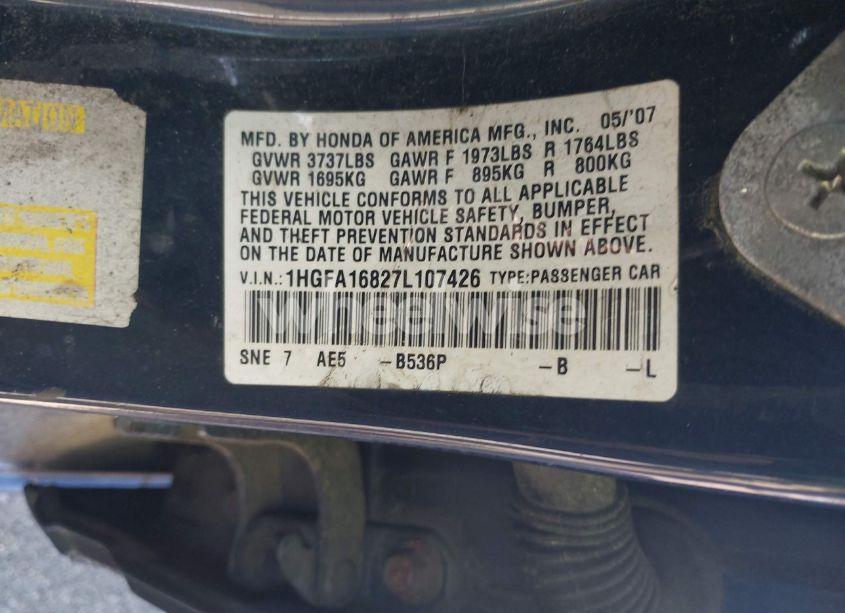 MFD. BY HONDA OF AMERICA MFG., INC. 05/'07
GVWR 3737LBS GAWR F 1973LBS R 1764LBS
GVWR 1695KG GAWR F 895KG R 800KG
THIS VEHICLE CONFORMS TO ALL APPLICABLE
FEDERAL MOTOR VEHICLE SAFETY, BUMPER,
AND THEFT PREVENTION STANDARDS IN EFFECT
ON THE DATE OF MANUFACTURE SHOWN ABOVE.
V.I.N.: 1HGFA16827L107426 TYPE:PASSENGER CAR
WheelWise
SNE 7 AE5 -B536P -B -L